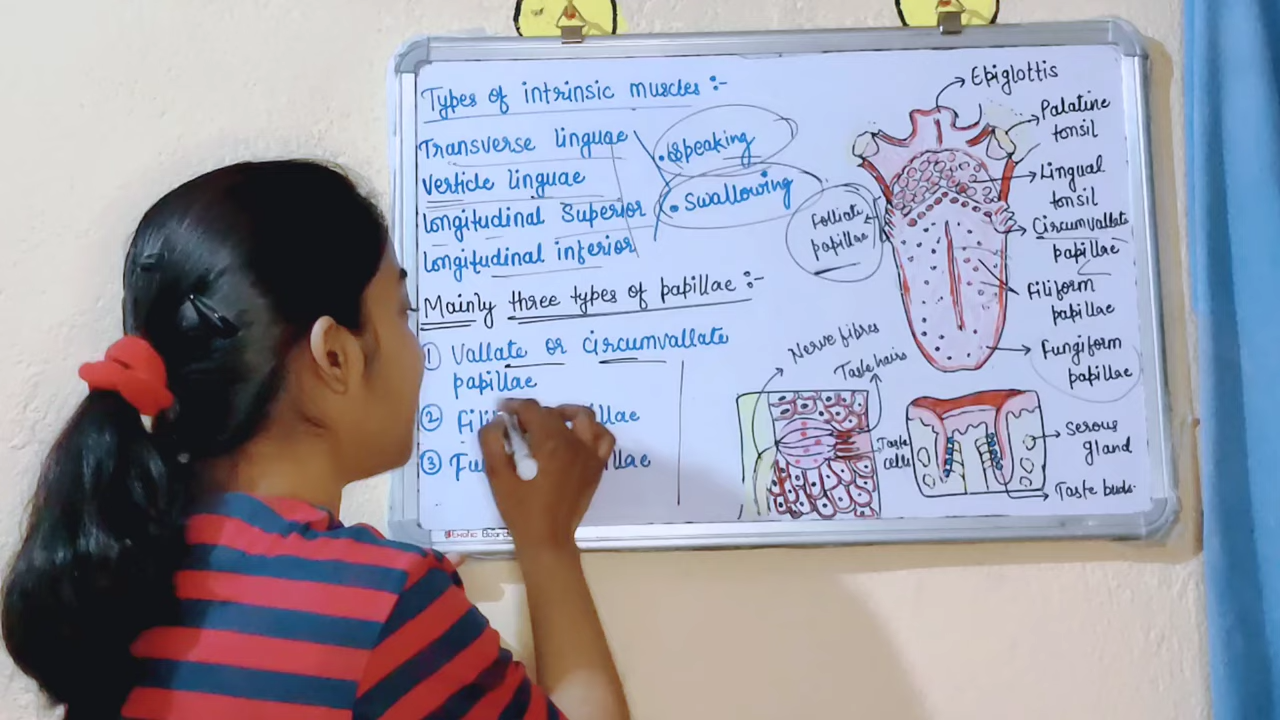 Types of intrinsic muscles :-
Transverse linguae
Verticle linguae
Longitudinal Superior
Longitudinal inferior
• Speaking
• Swallowing
Mainly three types of papillae :-
① Vallate or Circumvallate
papillae
②
③
Epiglottis
Palatine
tonsil
Lingual
tonsil
Circumvallate
papillae
Filiform
papillae
Fungiform
papillae
Folliate
papillae
Nerve fibres
Taste hairs
Taste
cells
Serous
gland
Taste buds.